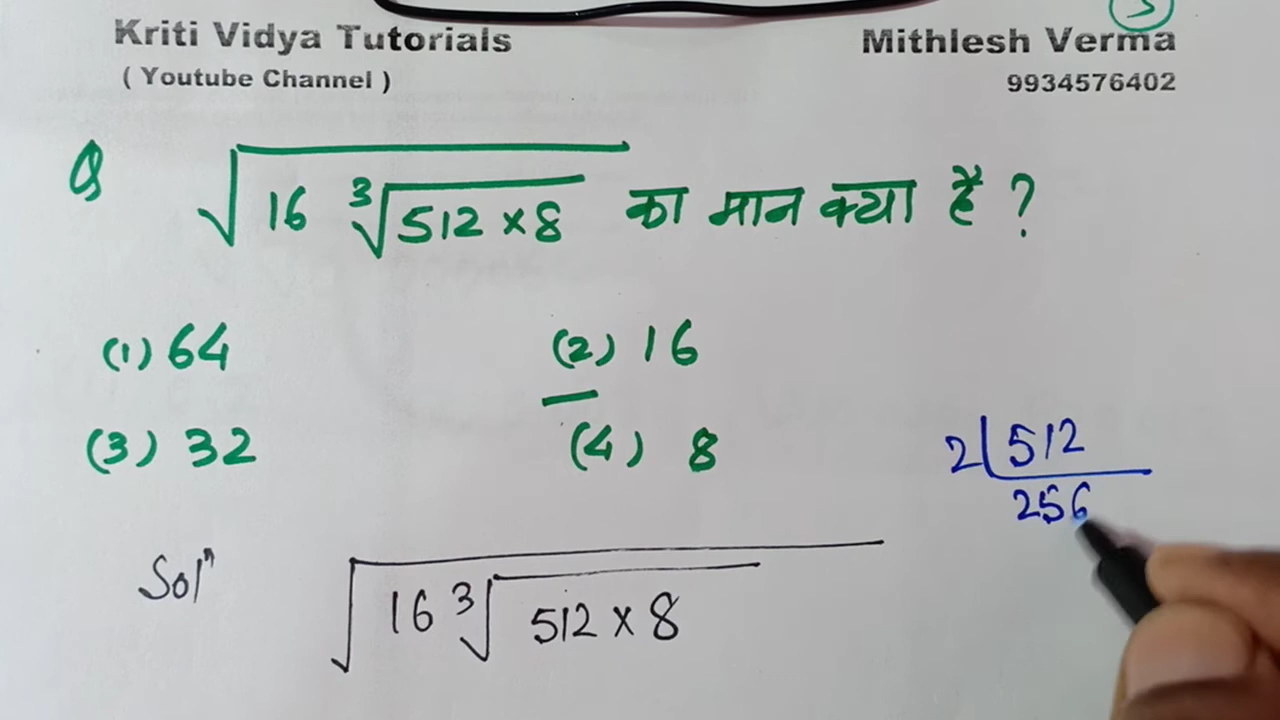 Kriti Vidya Tutorials
( Youtube Channel )
Mithlesh Verma
9934576402
Q √(16 ∛(512 × 8)) का मान क्या है ?
(1) 64 (2) 16
(3) 32 (4) 8
2 | 512
256
Solⁿ √(16 ∛(512 × 8))